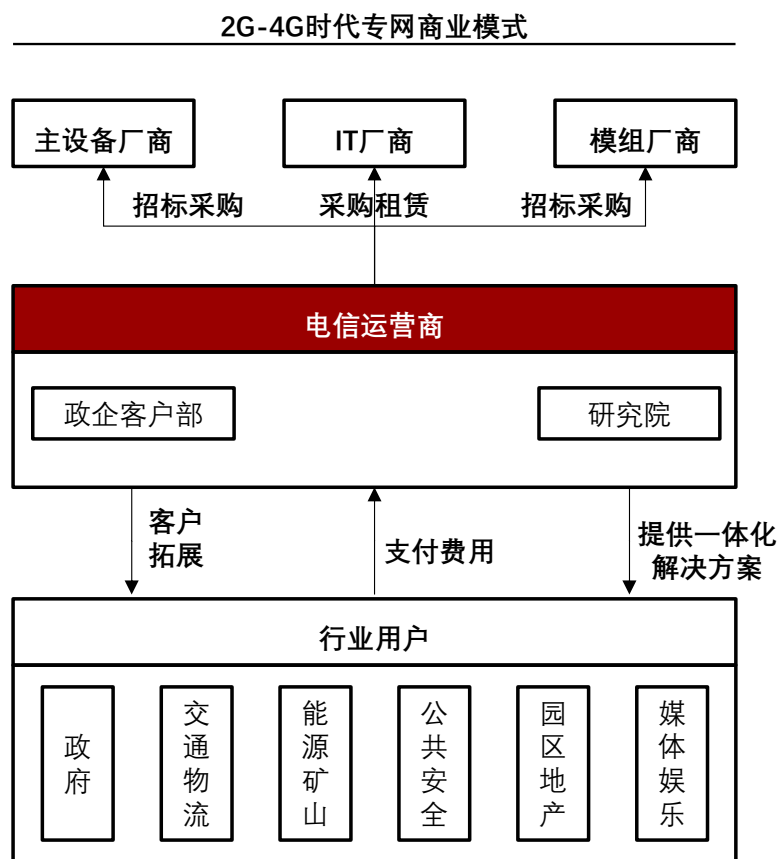 2G-4G时代专网商业模式
主设备厂商
IT厂商
模组厂商
招标采购
采购租赁
招标采购
电信运营商
政企客户部
研究院
客户
拓展
支付费用
提供一体化
解决方案
行业用户
政府
交通物流
能源矿山
公共安全
园区地产
媒体娱乐